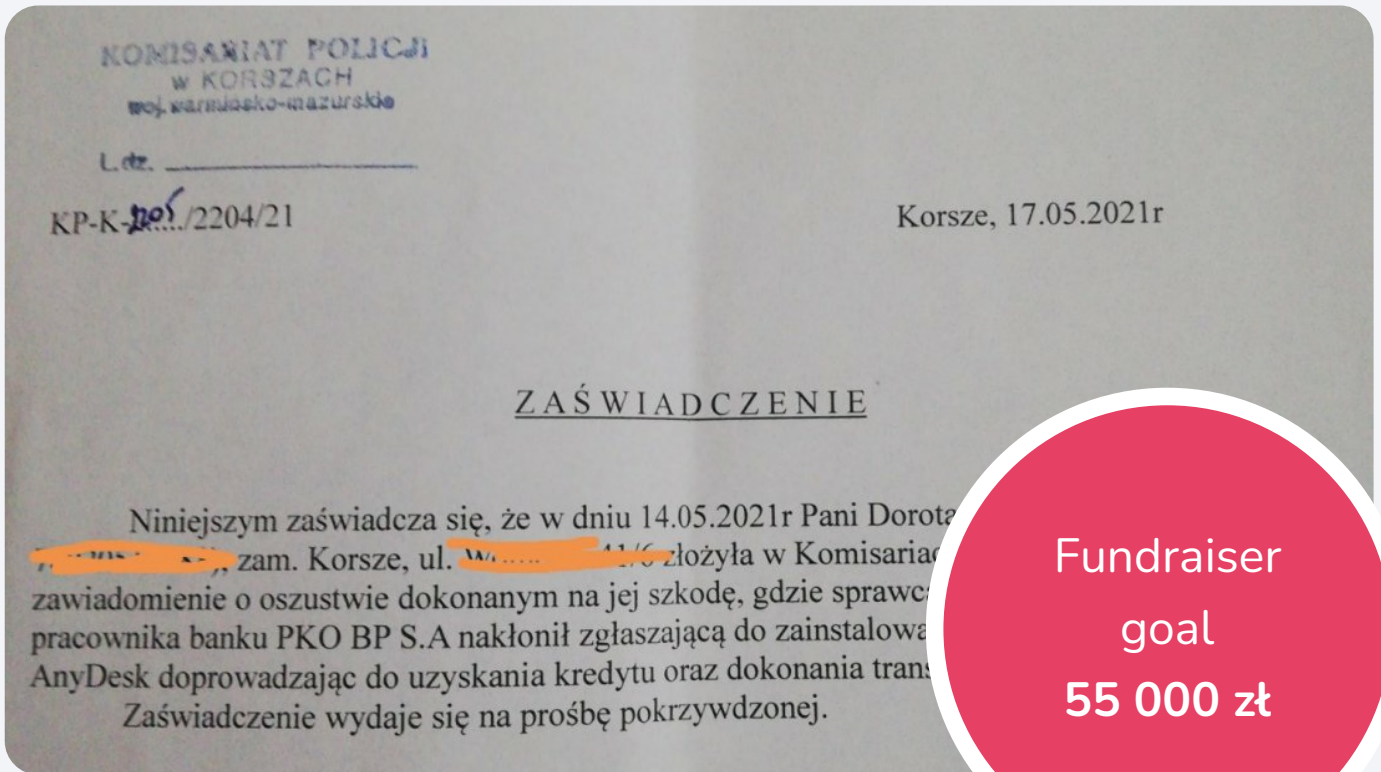 KOMISARIAT POLICJI
w KORSZACH
woj. warmińsko-mazurskie
L.dz.
KP-K- /2204/21
Korsze, 17.05.2021r
ZAŚWIADCZENIE
Niniejszym zaświadcza się, że w dniu 14.05.2021r Pani Dorota
zam. Korsze, ul. złożyła w Komisariac
zawiadomienie o oszustwie dokonanym na jej szkodę, gdzie sprawc
pracownika banku PKO BP S.A nakłonił zgłaszającą do zainstalowa
AnyDesk doprowadzając do uzyskania kredytu oraz dokonania trans
Zaświadczenie wydaje się na prośbę pokrzywdzonej.
Fundraiser
goal
55 000 zł